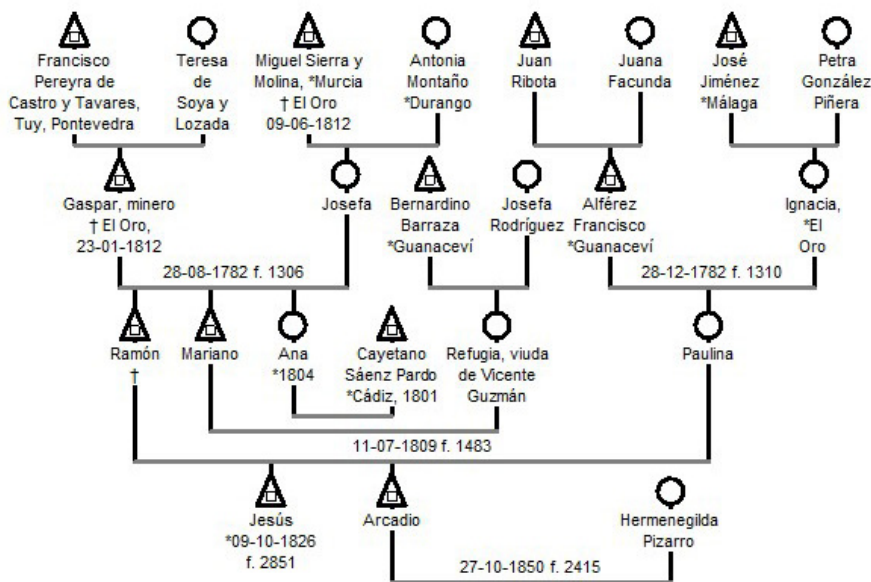 Francisco
Pereyra de
Castro y Tavares,
Tuy, Pontevedra
Teresa
de
Soya y
Lozada
Miguel Sierra y
Molina, *Murcia
† El Oro
09-06-1812
Antonia
Montaño
*Durango
Juan
Ribota
Juana
Facunda
José
Jiménez
*Málaga
Petra
González
Piñera
Gaspar, minero
† El Oro,
23-01-1812
Josefa
Bernardino
Barraza
*Guanaceví
Josefa
Rodríguez
Alférez
Francisco
*Guanaceví
Ignacia,
*El
Oro
28-08-1782 f. 1306
28-12-1782 f. 1310
Ramón
†
Mariano
Ana
*1804
Cayetano
Sáenz Pardo
*Cádiz, 1801
Refugia, viuda
de Vicente
Guzmán
Paulina
11-07-1809 f. 1483
Jesús
*09-10-1826
f. 2851
Arcadio
Hermenegilda
Pizarro
27-10-1850 f. 2415